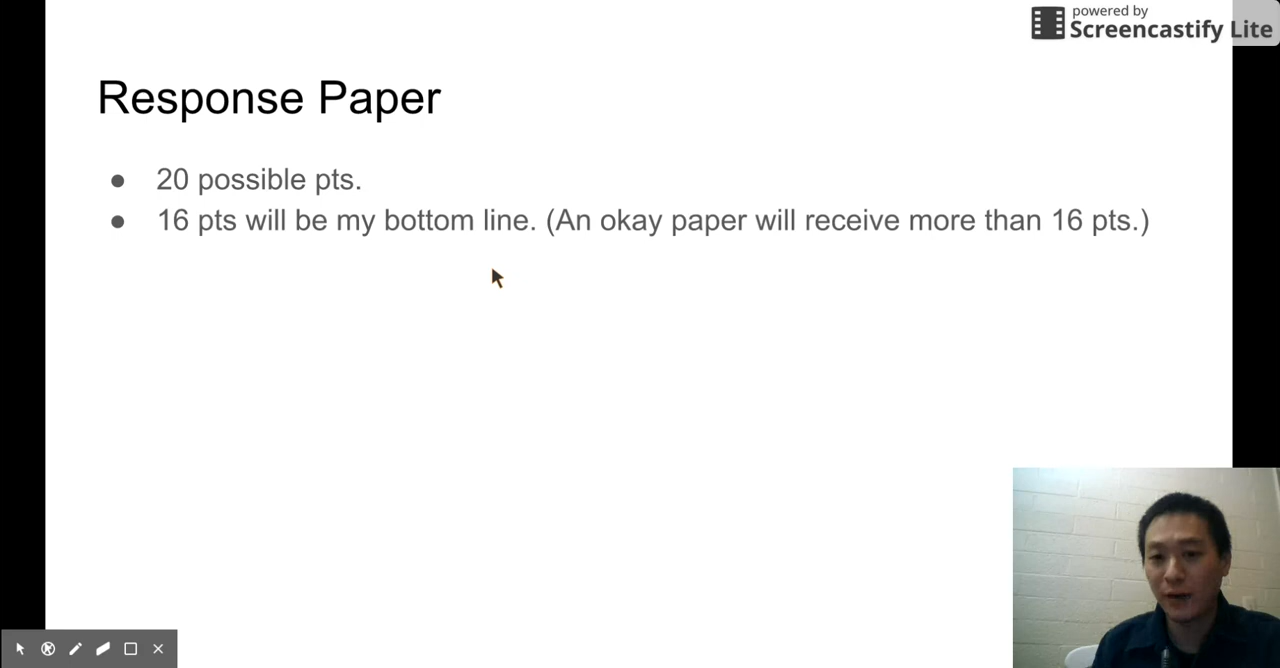 powered by
Screencastify Lite
Response Paper
● 20 possible pts.
● 16 pts will be my bottom line. (An okay paper will receive more than 16 pts.)